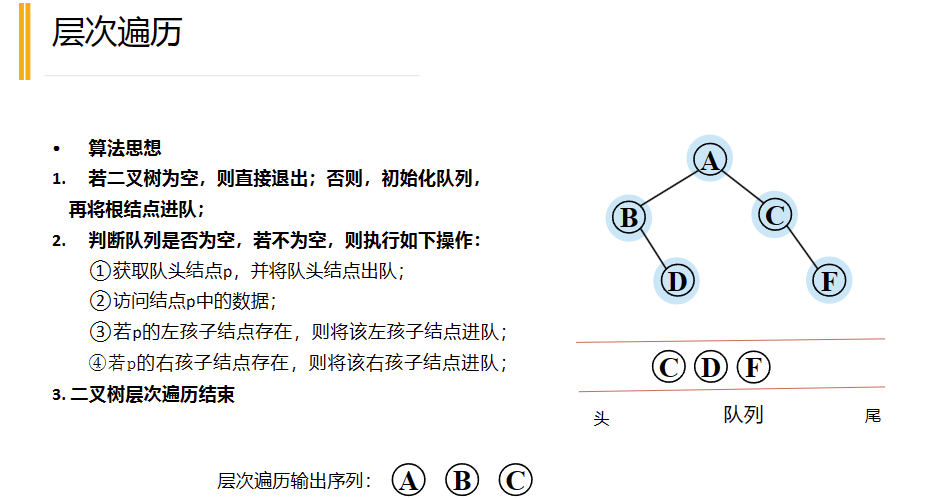 层次遍历
• 算法思想
1. 若二叉树为空，则直接退出；否则，初始化队列，
再将根结点进队；
2. 判断队列是否为空，若不为空，则执行如下操作：
①获取队头结点p，并将队头结点出队；
②访问结点p中的数据；
③若p的左孩子结点存在，则将该左孩子结点进队；
④若p的右孩子结点存在，则将该右孩子结点进队；
3. 二叉树层次遍历结束
A
B C
D F
C D F
头 队列 尾
层次遍历输出序列： A B C